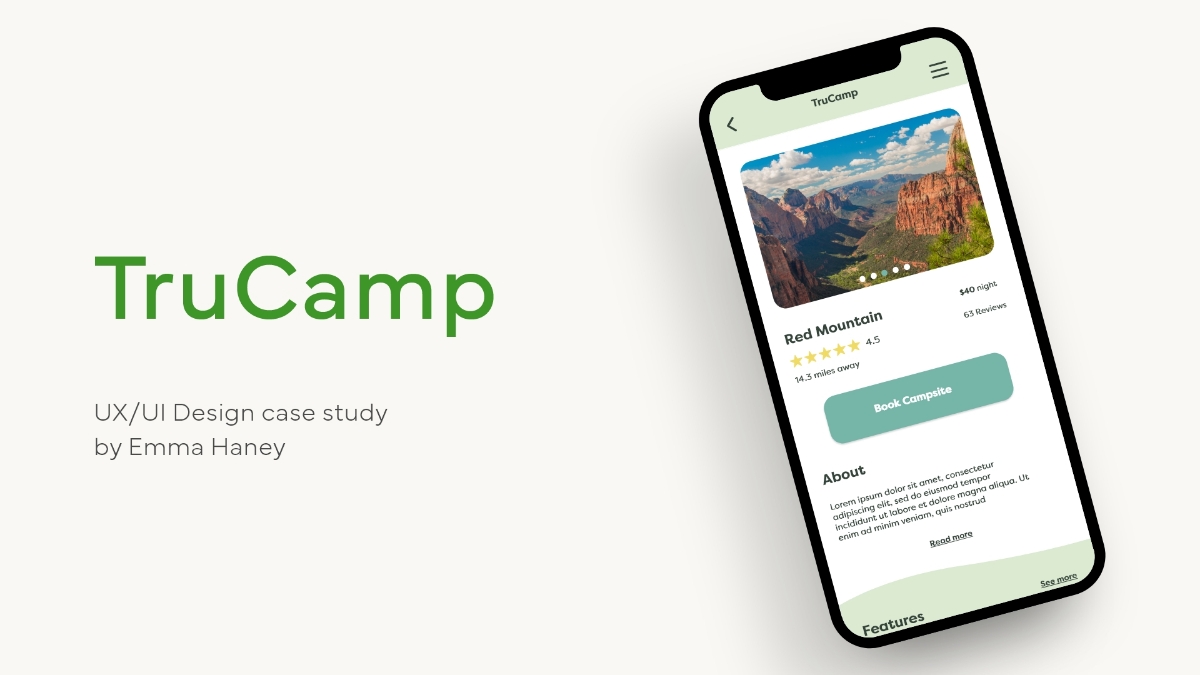 TruCamp
UX/UI Design case study
by Emma Haney
TruCamp
Red Mountain
$40 night
4.5
63 Reviews
14.3 miles away
Book Campsite
About
Lorem ipsum dolor sit amet, consectetur
adipiscing elit, sed do eiusmod tempor
incididunt ut labore et dolore magna aliqua. Ut
enim ad minim veniam, quis nostrud
Read more
Features
See more